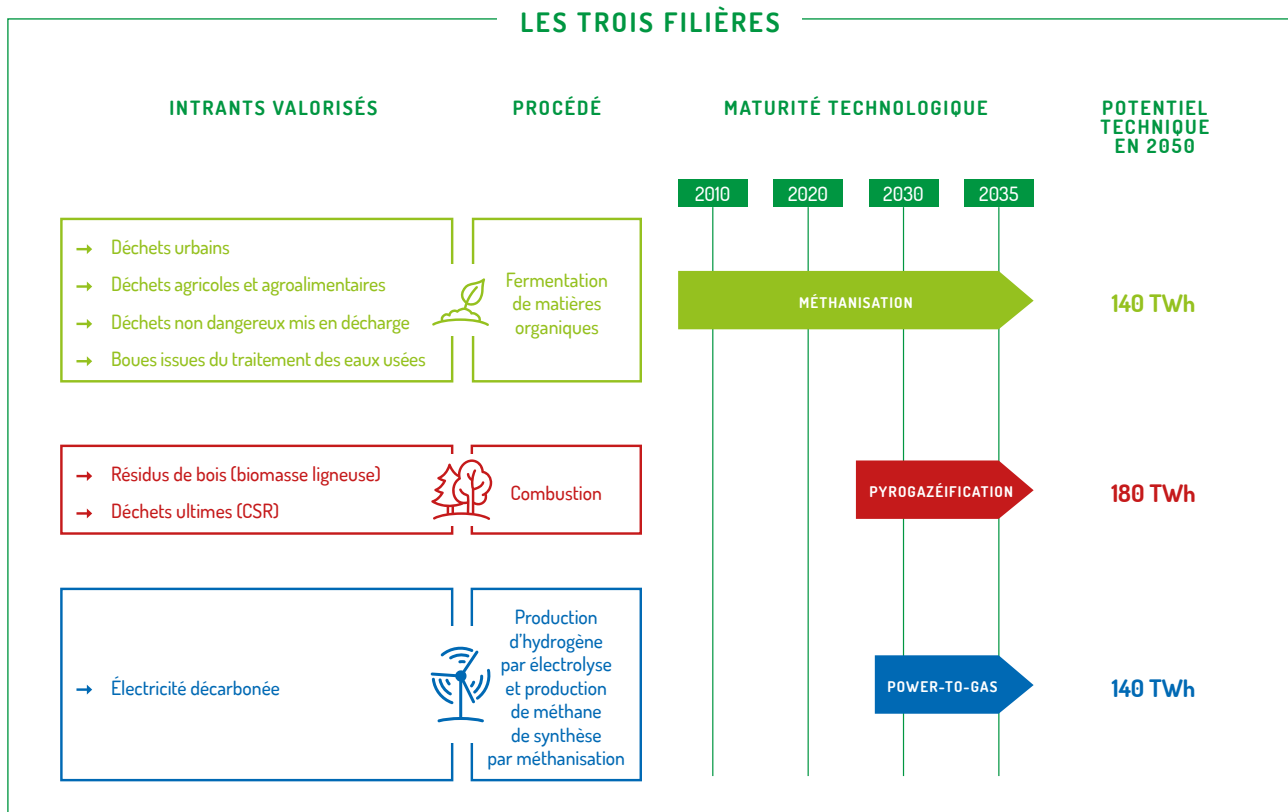 LES TROIS FILIÈRES
INTRANTS VALORISÉS
PROCÉDÉ
MATURITÉ TECHNOLOGIQUE
POTENTIEL
TECHNIQUE
EN 2050
2010
2020
2030
2035
→ Déchets urbains
→ Déchets agricoles et agroalimentaires
→ Déchets non dangereux mis en décharge
→ Boues issues du traitement des eaux usées
Fermentation
de matières
organiques
MÉTHANISATION
140 TWh
→ Résidus de bois (biomasse ligneuse)
→ Déchets ultimes (CSR)
Combustion
PYROGAZÉIFICATION
180 TWh
→ Électricité décarbonée
Production
d'hydrogène
par électrolyse
et production
de méthane
de synthèse
par méthanisation
POWER-TO-GAS
140 TWh